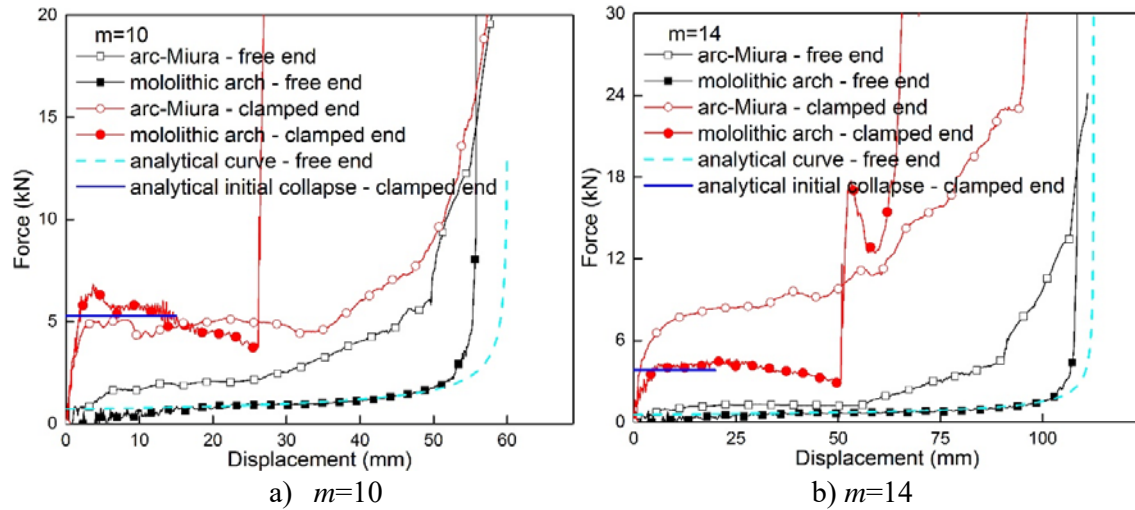 m=10
arc-Miura - free end
mololithic arch - free end
arc-Miura - clamped end
mololithic arch - clamped end
analytical curve - free end
analytical initial collapse - clamped end
Force (kN)
20
15
10
5
0
0 10 20 30 40 50 60
Displacement (mm)
a) m=10
m=14
arc-Miura - free end
mololithic arch - free end
arc-Miura - clamped end
mololithic arch - clamped end
analytical curve - free end
analytical initial collapse - clamped end
Force (kN)
30
24
18
12
6
0
0 25 50 75 100
Displacement (mm)
b) m=14